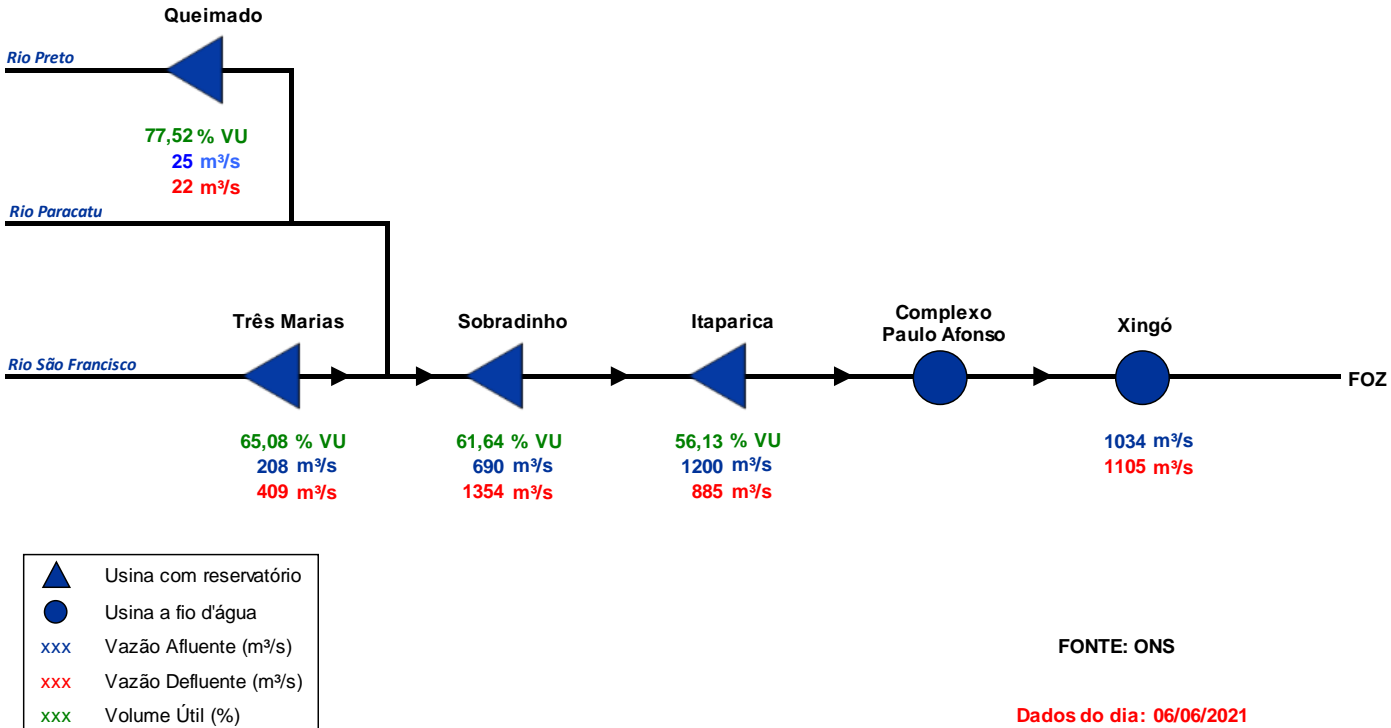 Queimado
Rio Preto
77,52 % VU
25 m³/s
22 m³/s
Rio Paracatu
Três Marias
Sobradinho
Itaparica
Complexo
Paulo Afonso
Xingó
Rio São Francisco
FOZ
65,08 % VU
208 m³/s
409 m³/s
61,64 % VU
690 m³/s
1354 m³/s
56,13 % VU
1200 m³/s
885 m³/s
1034 m³/s
1105 m³/s
Usina com reservatório
Usina a fio d'água
xxx Vazão Afluente (m³/s)
xxx Vazão Defluente (m³/s)
xxx Volume Útil (%)
FONTE: ONS
Dados do dia: 06/06/2021